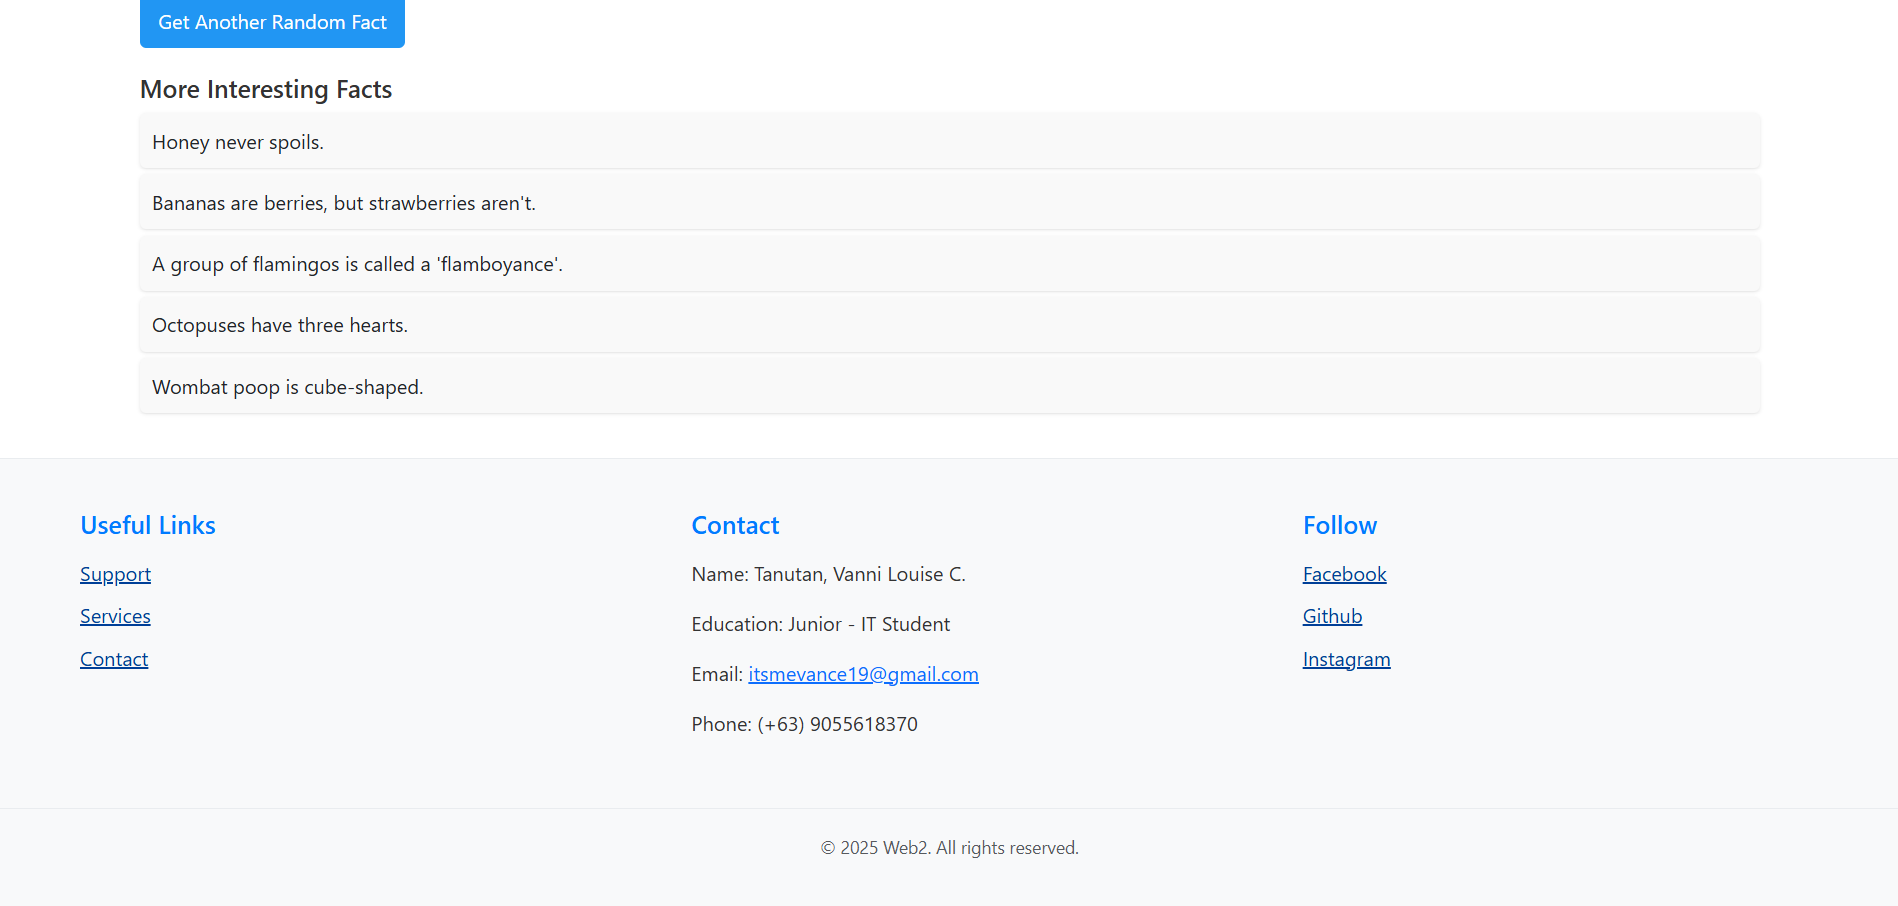 Get Another Random Fact
More Interesting Facts
Honey never spoils.
Bananas are berries, but strawberries aren't.
A group of flamingos is called a 'flamboyance'.
Octopuses have three hearts.
Wombat poop is cube-shaped.
Useful Links
Support
Services
Contact
Contact
Name: Tanutan, Vanni Louise C.
Education: Junior - IT Student
Email: itsmevance19@gmail.com
Phone: (+63) 9055618370
Follow
Facebook
Github
Instagram
© 2025 Web2. All rights reserved.